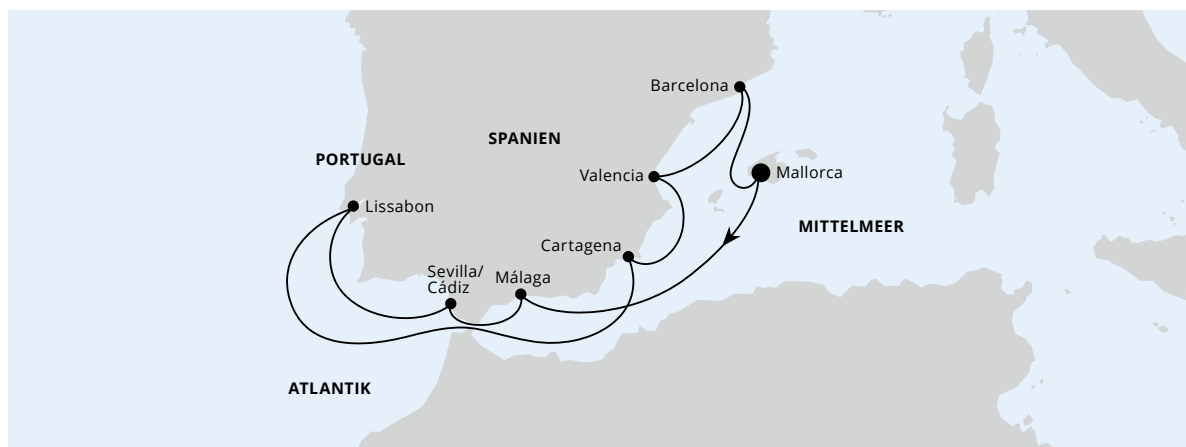 Barcelona
SPANIEN
PORTUGAL
Valencia
Mallorca
Lissabon
MITTELMEER
Cartagena
Sevilla/
Cádiz
Málaga
ATLANTIK